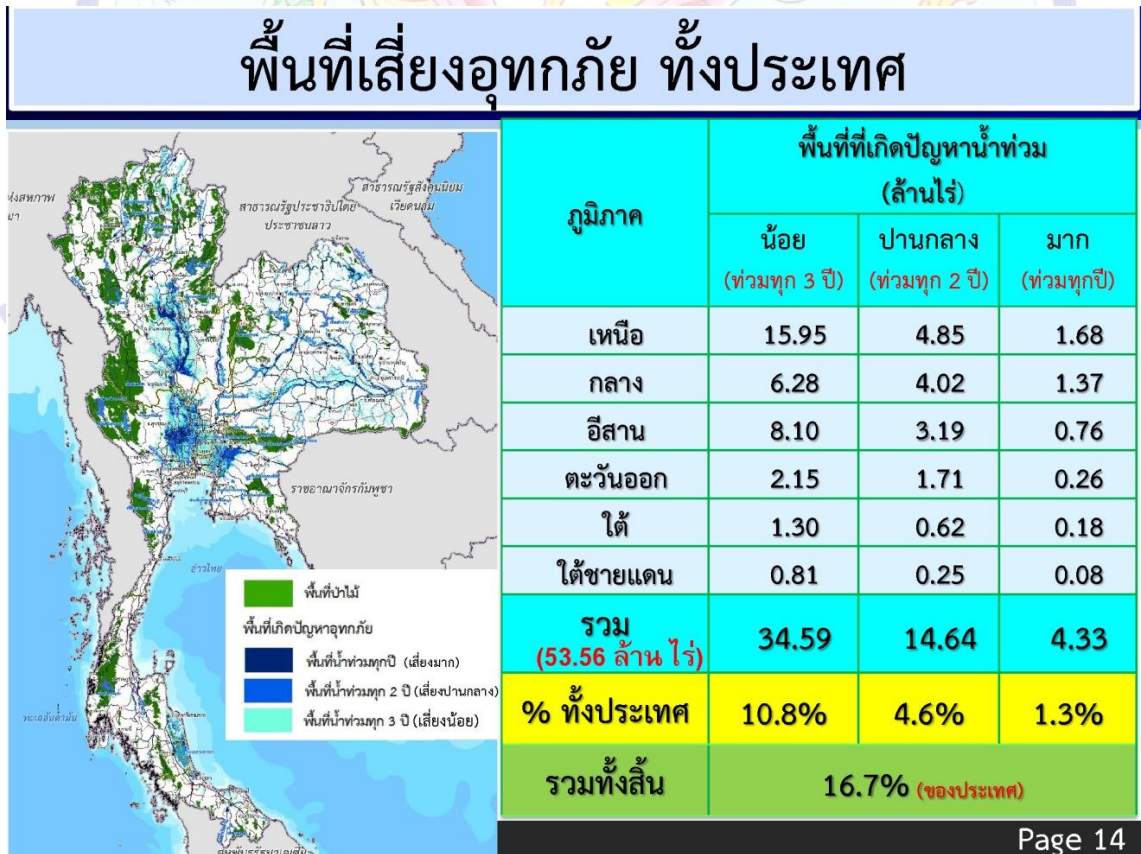 พื้นที่เสี่ยงอุทกภัย ทั้งประเทศ
สาธารณรัฐสังคมนิยม
เวียดนาม
สาธารณรัฐประชาธิปไตย
ประชาชนลาว
ราชอาณาจักรกัมพูชา
อ่าวไทย
ทะเลอันดามัน
พื้นที่ป่าไม้
พื้นที่เกิดปัญหาอุทกภัย
พื้นที่น้ำท่วมทุกปี (เสี่ยงมาก)
พื้นที่น้ำท่วมทุก 2 ปี (เสี่ยงปานกลาง)
พื้นที่น้ำท่วมทุก 3 ปี (เสี่ยงน้อย)
ภูมิภาค
พื้นที่ที่เกิดปัญหาน้ำท่วม
(ล้านไร่)
น้อย ปานกลาง มาก
(ท่วมทุก 3 ปี) (ท่วมทุก 2 ปี) (ท่วมทุกปี)
เหนือ 15.95 4.85 1.68
กลาง 6.28 4.02 1.37
อีสาน 8.10 3.19 0.76
ตะวันออก 2.15 1.71 0.26
ใต้ 1.30 0.62 0.18
ใต้ชายแดน 0.81 0.25 0.08
รวม
(53.56 ล้าน ไร่) 34.59 14.64 4.33
% ทั้งประเทศ 10.8% 4.6% 1.3%
รวมทั้งสิ้น 16.7% (ของประเทศ)
Page 14